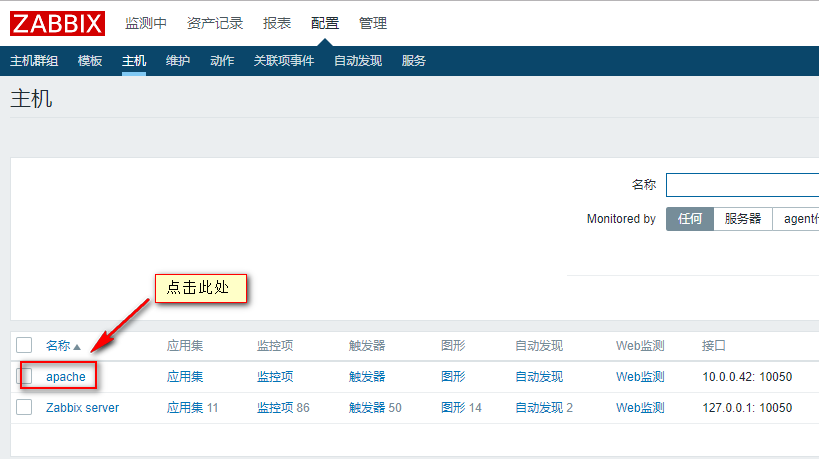 ZABBIX 监测中 资产记录 报表 配置 管理
主机群组 模板 主机 维护 动作 关联项事件 自动发现 服务
主机
名称
Monitored by 任何 服务器 agent
点击此处
名称 应用集 监控项 触发器 图形 自动发现 Web监测 接口
apache 应用集 监控项 触发器 图形 自动发现 Web监测 10.0.0.42: 10050
Zabbix server 应用集 11 监控项 86 触发器 50 图形 14 自动发现 2 Web监测 127.0.0.1: 10050